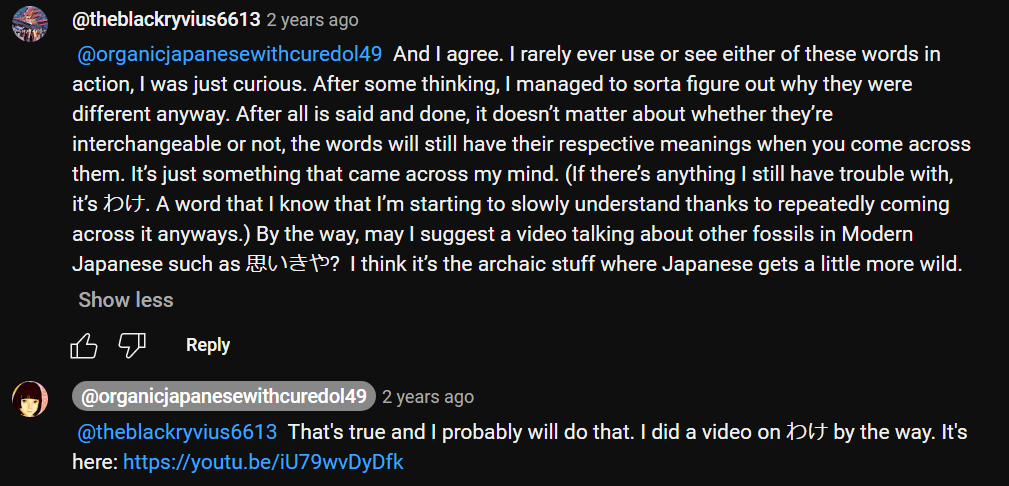 @theblackryvius6613 2 years ago
@organicjapanesewithcuredol49 And I agree. I rarely ever use or see either of these words in
action, I was just curious. After some thinking, I managed to sorta figure out why they were
different anyway. After all is said and done, it doesn’t matter about whether they’re
interchangeable or not, the words will still have their respective meanings when you come across
them. It’s just something that came across my mind. (If there’s anything I still have trouble with,
it’s わけ. A word that I know that I’m starting to slowly understand thanks to repeatedly coming
across it anyways.) By the way, may I suggest a video talking about other fossils in Modern
Japanese such as 思いきや? I think it’s the archaic stuff where Japanese gets a little more wild.
Show less
Reply
@organicjapanesewithcuredol49 2 years ago
@theblackryvius6613 That's true and I probably will do that. I did a video on わけ by the way. It's
here: https://youtu.be/iU79wvDyDfk